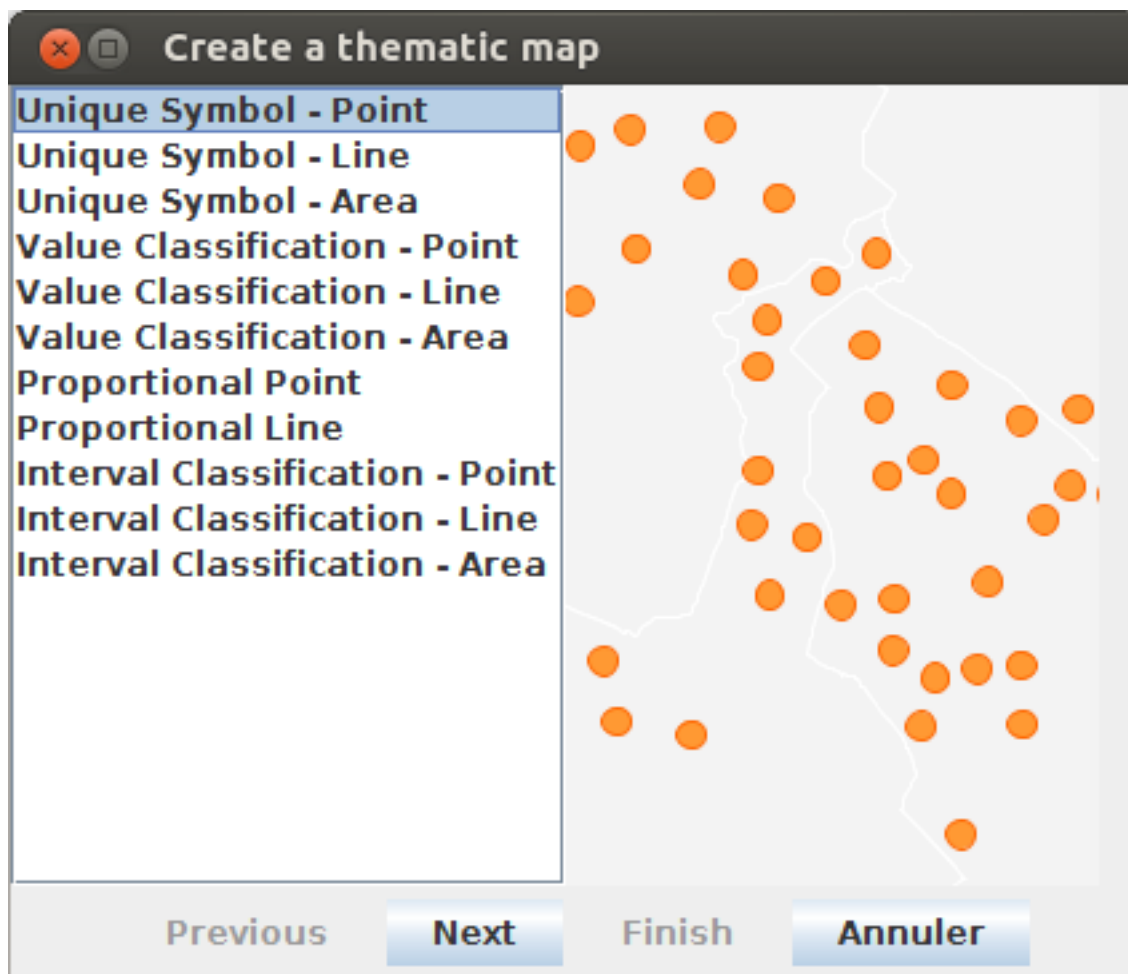 Create a thematic map
Unique Symbol - Point
Unique Symbol - Line
Unique Symbol - Area
Value Classification - Point
Value Classification - Line
Value Classification - Area
Proportional Point
Proportional Line
Interval Classification - Point
Interval Classification - Line
Interval Classification - Area
Previous Next Finish Annuler